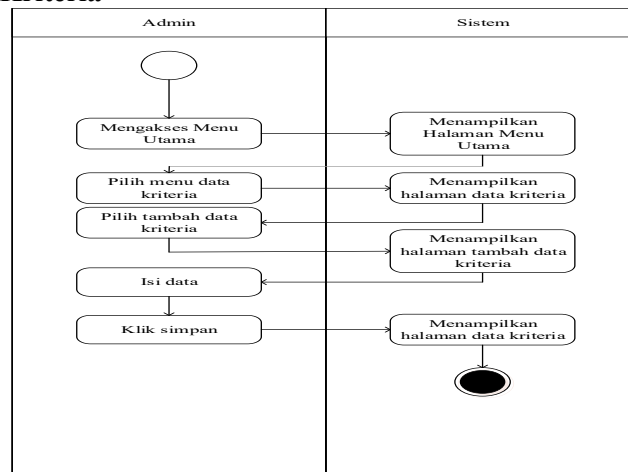 Kriteria
Admin
Sistem
Mengakses Menu
Utama
Menampilkan
Halaman Menu
Utama
Pilih menu data
kriteria
Menampilkan
halaman data kriteria
Pilih tambah data
kriteria
Menampilkan
halaman tambah data
kriteria
Isi data
Klik simpan
Menampilkan
halaman data kriteria